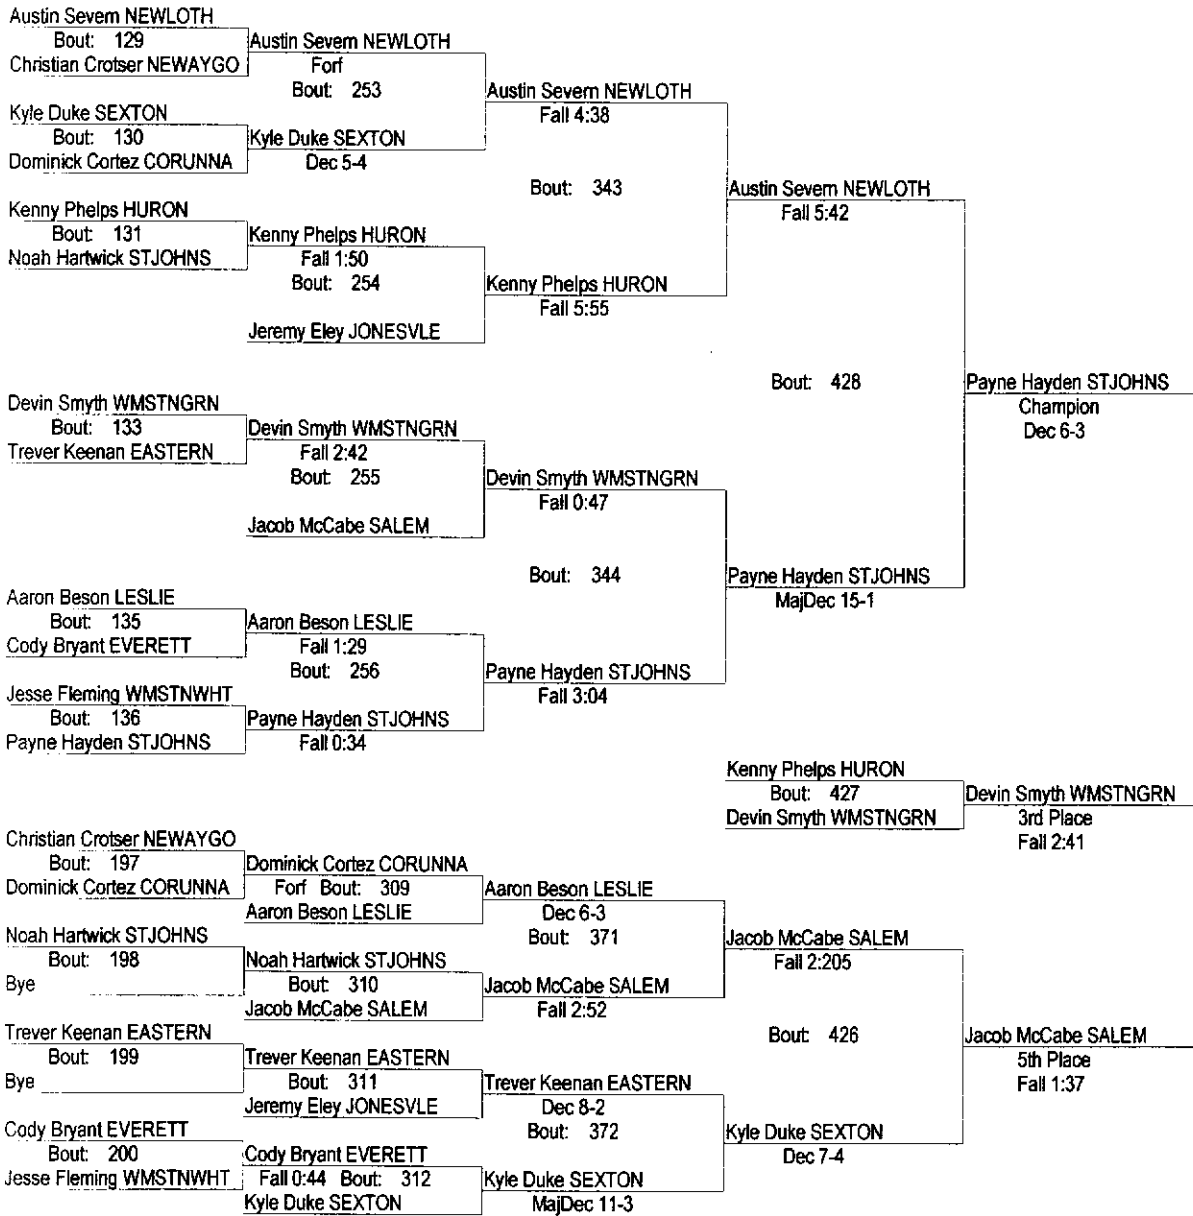 Austin Severn NEWLOTH
Bout: 129
Christian Crotser NEWAYGO
Austin Severn NEWLOTH
Forf
Bout: 253
Kyle Duke SEXTON
Bout: 130
Dominick Cortez CORUNNA
Kyle Duke SEXTON
Dec 5-4
Austin Severn NEWLOTH
Fall 4:38
Bout: 343
Kenny Phelps HURON
Bout: 131
Noah Hartwick STJOHNS
Kenny Phelps HURON
Fall 1:50
Bout: 254
Jeremy Eley JONESVLE
Kenny Phelps HURON
Fall 5:55
Austin Severn NEWLOTH
Fall 5:42
Bout: 428
Payne Hayden STJOHNS
Champion
Dec 6-3
Devin Smyth WMSTNGRN
Bout: 133
Trever Keenan EASTERN
Devin Smyth WMSTNGRN
Fall 2:42
Bout: 255
Jacob McCabe SALEM
Devin Smyth WMSTNGRN
Fall 0:47
Bout: 344
Payne Hayden STJOHNS
MajDec 15-1
Aaron Beson LESLIE
Bout: 135
Cody Bryant EVERETT
Aaron Beson LESLIE
Fall 1:29
Bout: 256
Jesse Fleming WMSTNWHT
Bout: 136
Payne Hayden STJOHNS
Payne Hayden STJOHNS
Fall 0:34
Payne Hayden STJOHNS
Fall 3:04
Kenny Phelps HURON
Bout: 427
Devin Smyth WMSTNGRN
Devin Smyth WMSTNGRN
3rd Place
Fall 2:41
Christian Crotser NEWAYGO
Bout: 197
Dominick Cortez CORUNNA
Dominick Cortez CORUNNA
Forf Bout: 309
Aaron Beson LESLIE
Aaron Beson LESLIE
Dec 6-3
Bout: 371
Noah Hartwick STJOHNS
Bout: 198
Bye
Noah Hartwick STJOHNS
Bout: 310
Jacob McCabe SALEM
Jacob McCabe SALEM
Fall 2:52
Jacob McCabe SALEM
Fall 2:205
Bout: 426
Jacob McCabe SALEM
5th Place
Fall 1:37
Trever Keenan EASTERN
Bout: 199
Bye
Trever Keenan EASTERN
Bout: 311
Jeremy Eley JONESVLE
Trever Keenan EASTERN
Dec 8-2
Bout: 372
Cody Bryant EVERETT
Bout: 200
Jesse Fleming WMSTNWHT
Cody Bryant EVERETT
Fall 0:44 Bout: 312
Kyle Duke SEXTON
Kyle Duke SEXTON
MajDec 11-3
Kyle Duke SEXTON
Dec 7-4